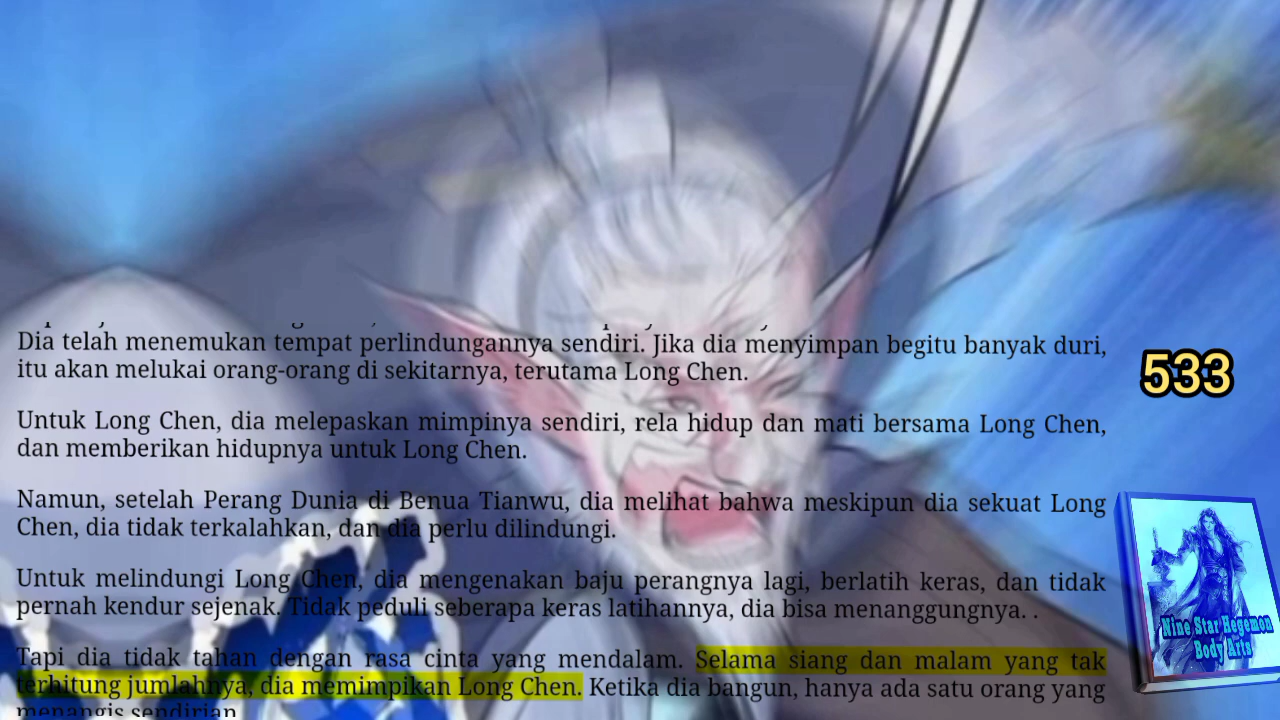 Dia telah menemukan tempat perlindungannya sendiri. Jika dia menyimpan begitu banyak duri,
itu akan melukai orang-orang di sekitarnya, terutama Long Chen.
533
Untuk Long Chen, dia melepaskan mimpinya sendiri, rela hidup dan mati bersama Long Chen,
dan memberikan hidupnya untuk Long Chen.
Namun, setelah Perang Dunia di Benua Tianwu, dia melihat bahwa meskipun dia sekuat Long
Chen, dia tidak terkalahkan, dan dia perlu dilindungi.
Untuk melindungi Long Chen, dia mengenakan baju perangnya lagi, berlatih keras, dan tidak
pernah kendur sejenak. Tidak peduli seberapa keras latihannya, dia bisa menanggungnya. .
Nine Star Hegemon
Body Arts
Tapi dia tidak tahan dengan rasa cinta yang mendalam. Selama siang dan malam yang tak
terhitung jumlahnya, dia memimpikan Long Chen. Ketika dia bangun, hanya ada satu orang yang
menangis sendirian